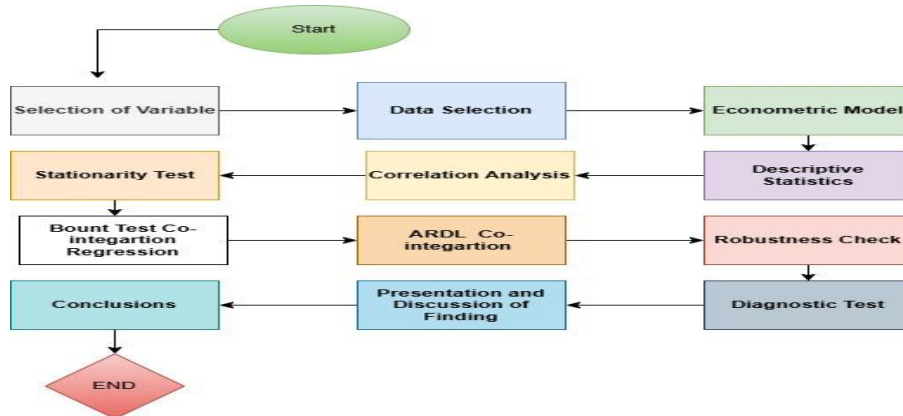 Start
Selection of Variable
Data Selection
Econometric Model
Stationarity Test
Correlation Analysis
Descriptive
Statistics
Bount Test Co-
integartion
Regression
ARDL Co-
integartion
Robustness Check
Conclusions
Presentation and
Discussion of
Finding
Diagnostic Test
END